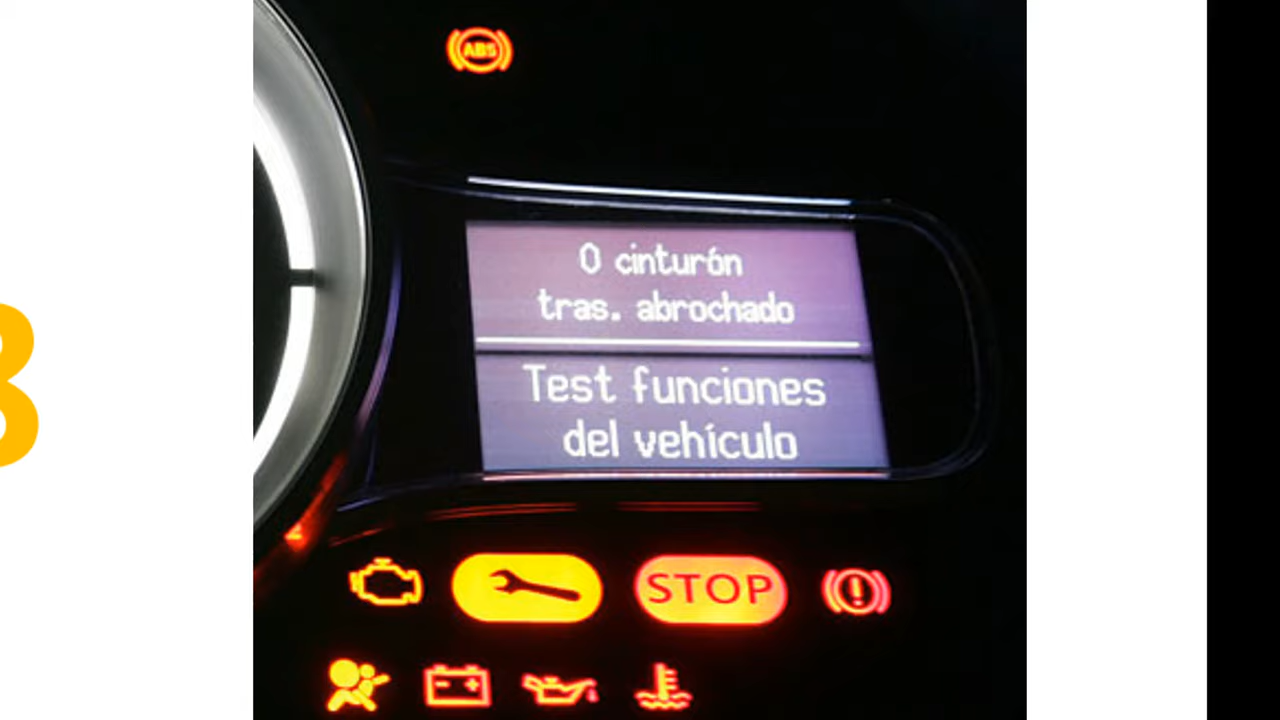 ABS
0 cinturón
tras. abrochado
Test funciones
del vehículo
STOP